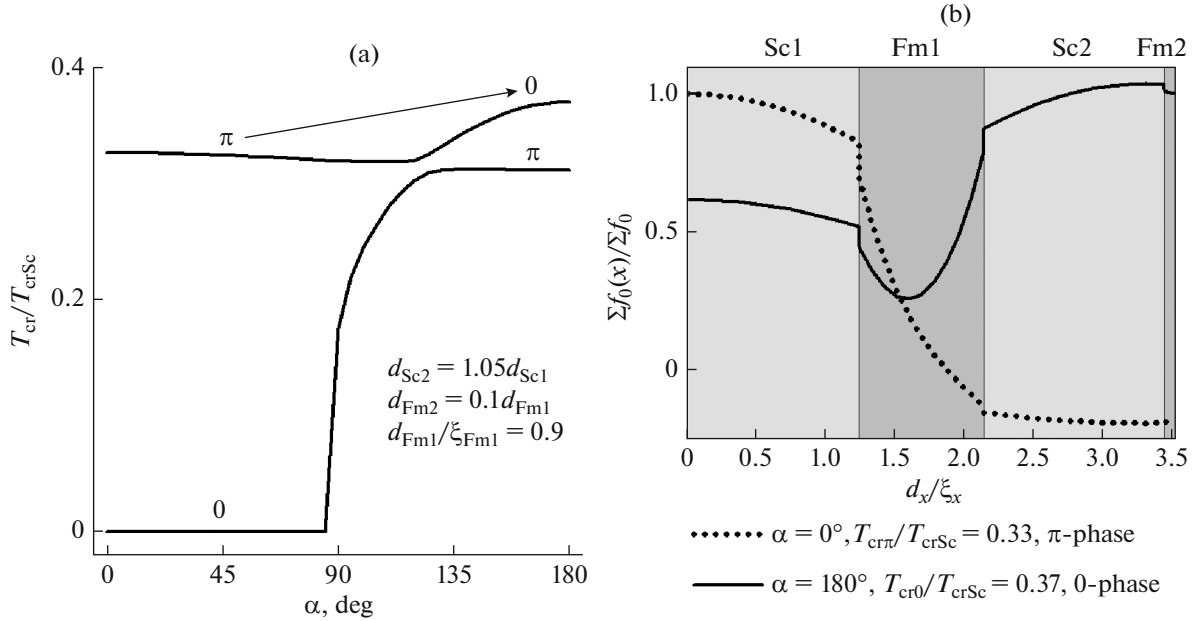 (a)
0.4
0.2
0
T_cr/T_crSc
π
0
π
0
d_Sc2 = 1.05d_Sc1
d_Fm2 = 0.1d_Fm1
d_Fm1/ξ_Fm1 = 0.9
0 45 90 135 180
α, deg
(b)
Sc1 Fm1 Sc2 Fm2
1.0
0.5
0
Σf_0(x)/Σf_0
0 0.5 1.0 1.5 2.0 2.5 3.0 3.5
d_x/ξ_x
α = 0°, T_crπ/T_crSc = 0.33, π-phase
α = 180°, T_cr0/T_crSc = 0.37, 0-phase